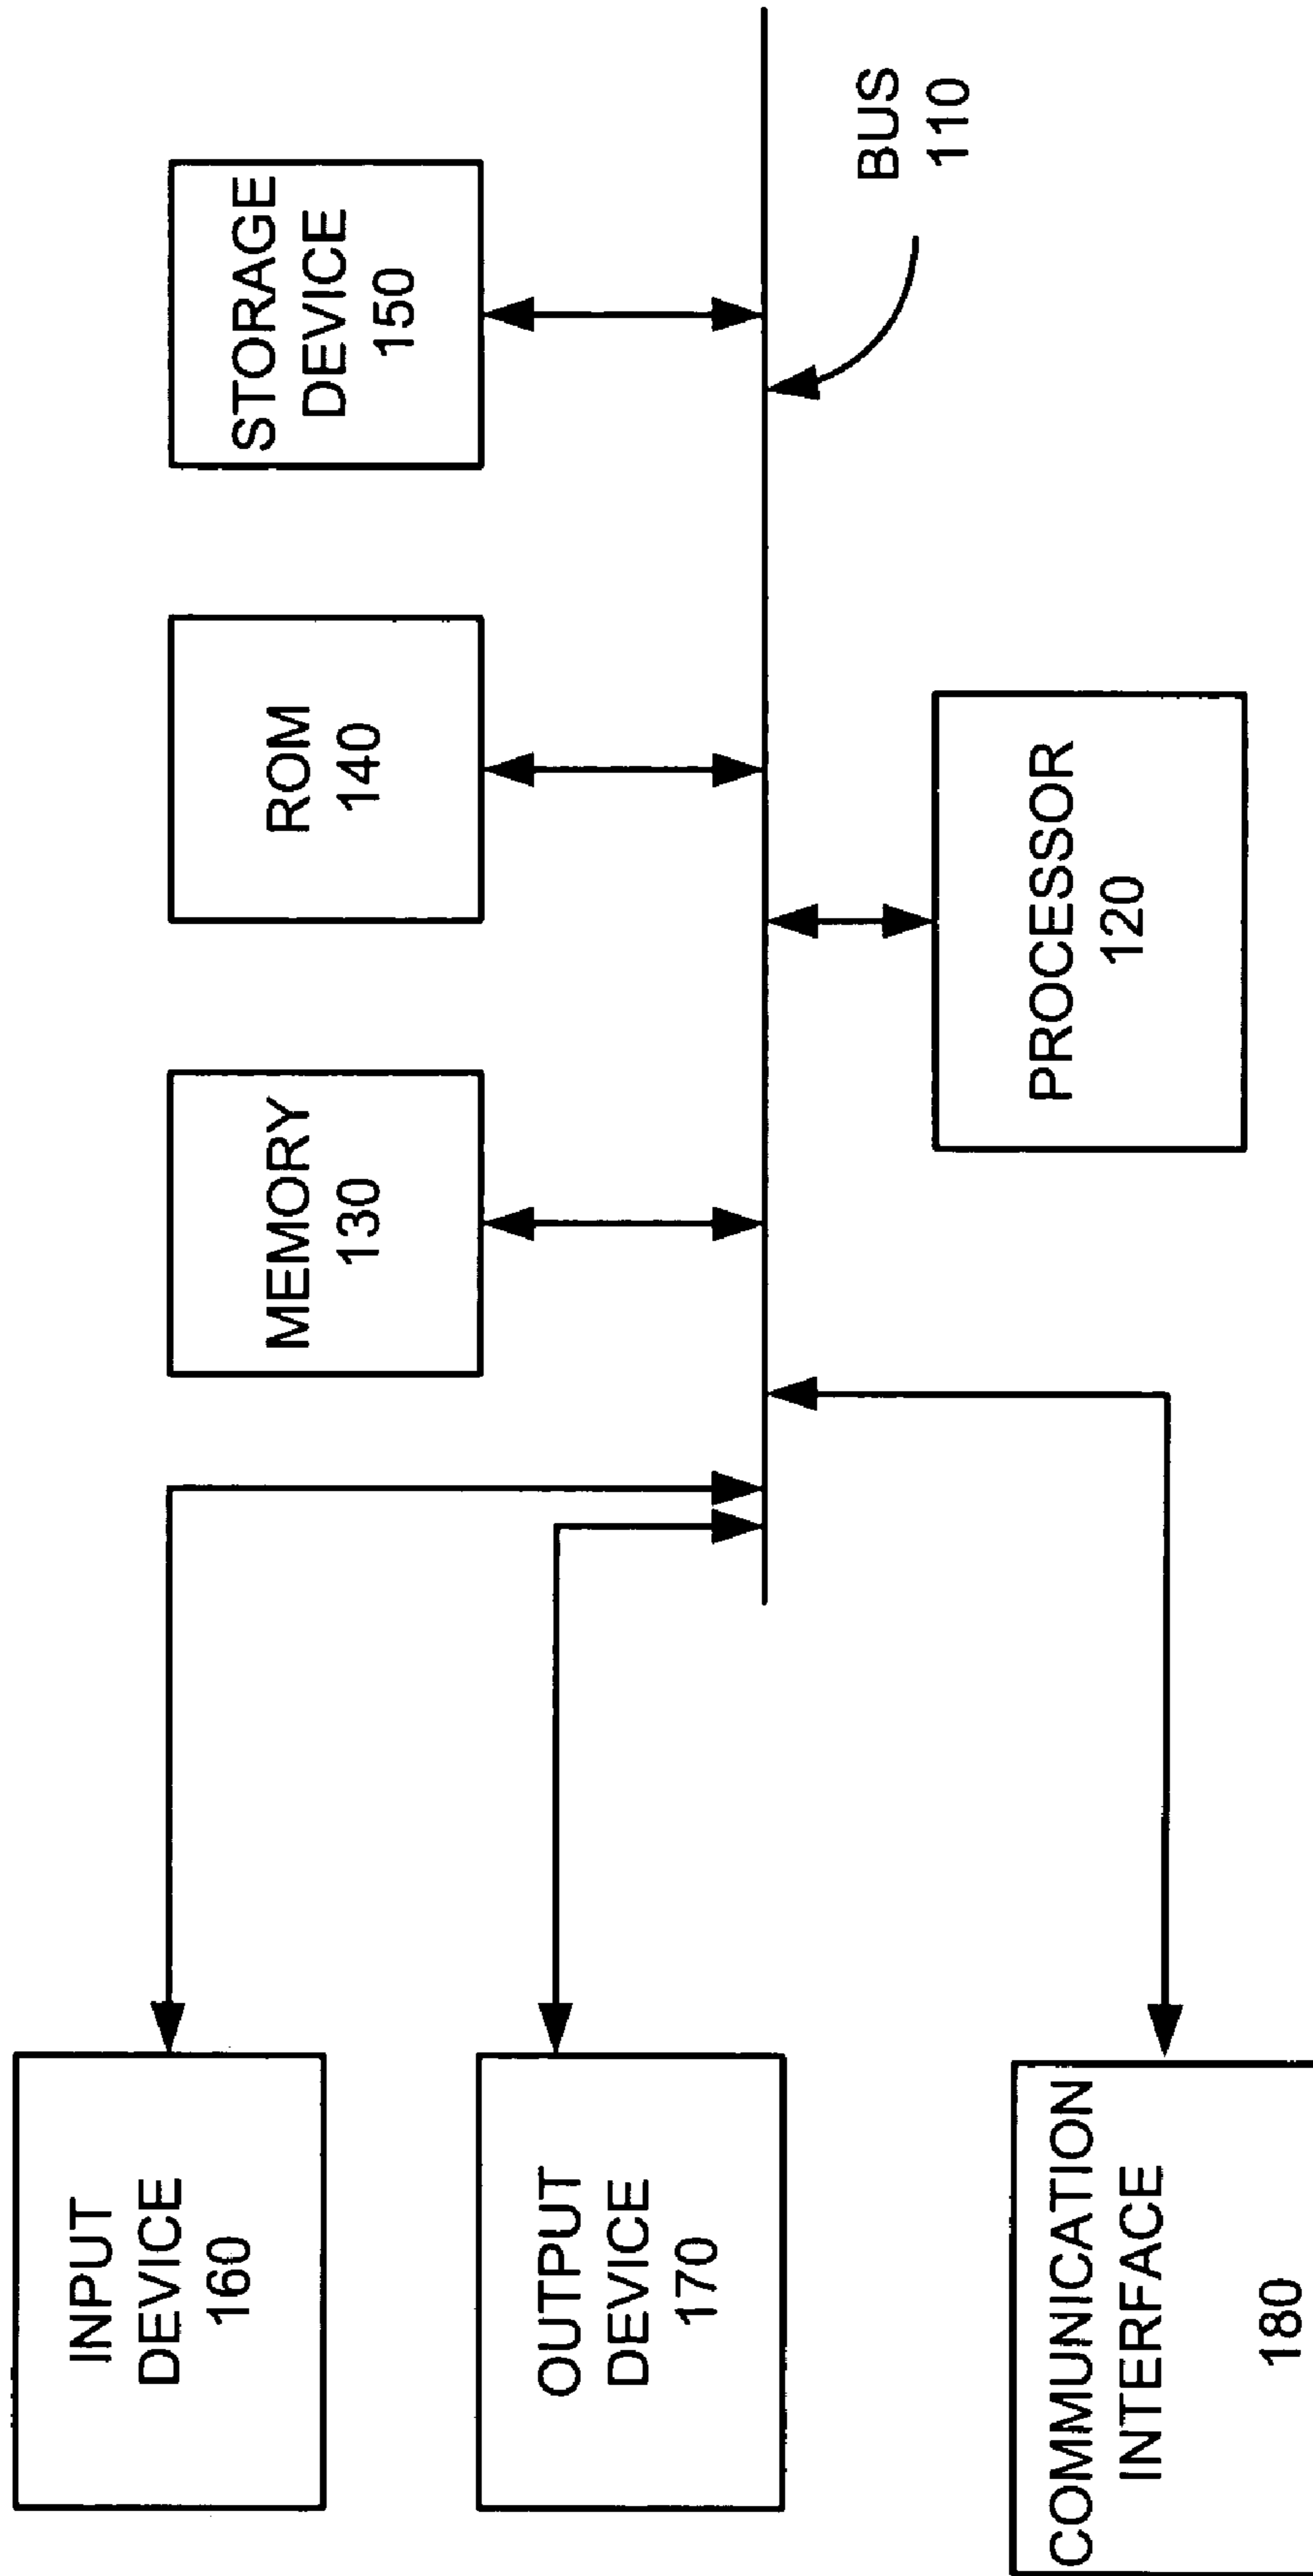 INPUT
DEVICE
160
OUTPUT
DEVICE
170
COMMUNICATION
INTERFACE
180
MEMORY
130
ROM
140
STORAGE
DEVICE
150
PROCESSOR
120
BUS
110